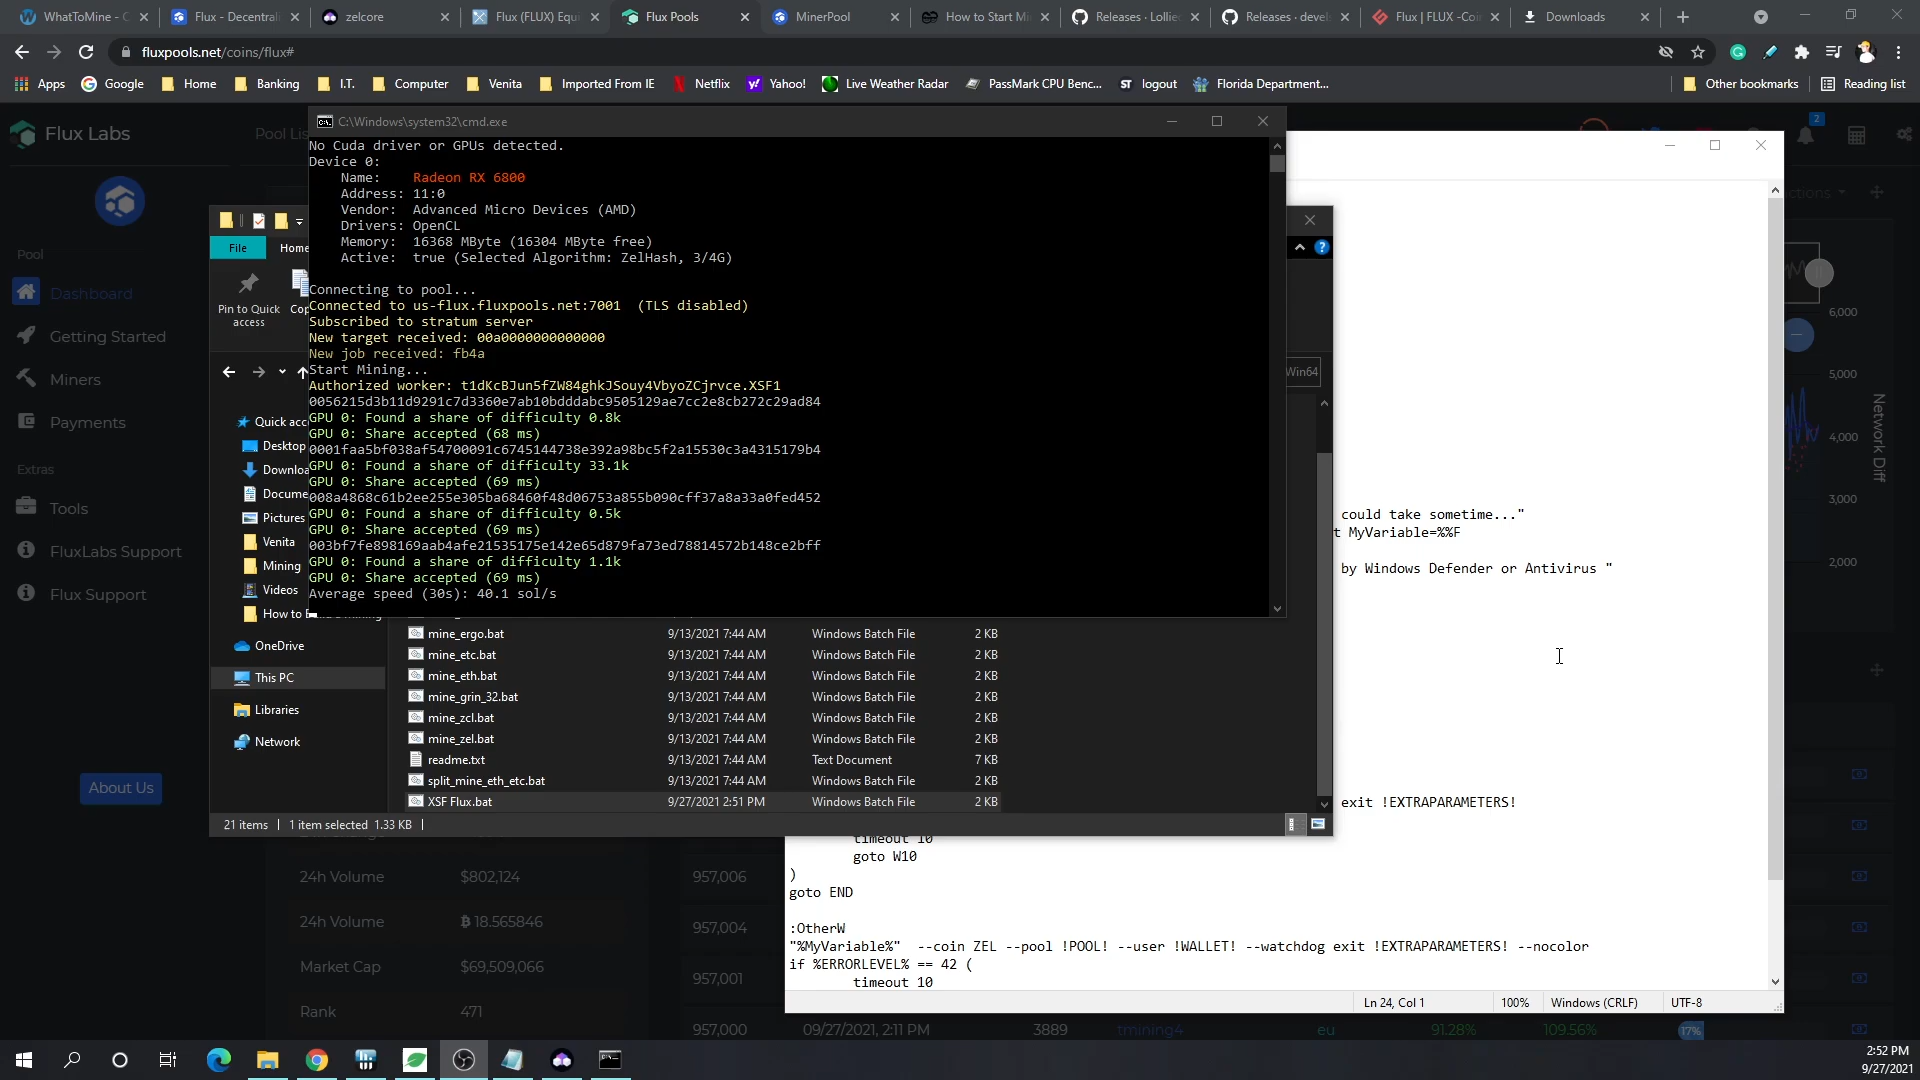 WhatToMine - C
Flux - Decentrali
zelcore
Flux (FLUX) Equi
Flux Pools
MinerPool
How to Start Mi
Releases · Lollie
Releases · devel
Flux | FLUX -Coi
Downloads
fluxpools.net/coins/flux#
Apps
Google
Home
Banking
I.T.
Computer
Venita
Imported From IE
Netflix
Yahoo!
Live Weather Radar
PassMark CPU Benc...
logout
Florida Department...
Other bookmarks
Reading list
Flux Labs
Pool Lis
2
Pool
Dashboard
Getting Started
Miners
Payments
Extras
Tools
FluxLabs Support
Flux Support
About Us
C:\Windows\system32\cmd.exe
No Cuda driver or GPUs detected.
Device 0:
Name: Radeon RX 6800
Address: 11:0
Vendor: Advanced Micro Devices (AMD)
Drivers: OpenCL
Memory: 16368 MByte (16304 MByte free)
Active: true (Selected Algorithm: ZelHash, 3/4G)
Connecting to pool...
Connected to us-flux.fluxpools.net:7001 (TLS disabled)
Subscribed to stratum server
New target received: 00a0000000000000
New job received: fb4a
Start Mining...
Authorized worker: t1dKcBJun5fZW84ghkJSouy4VbyoZCjrvce.XSF1
0056215d3b11d9291c7d3360e7ab10bdddabc9505129ae7cc2e8cb272c29ad84
GPU 0: Found a share of difficulty 0.8k
GPU 0: Share accepted (68 ms)
0001faa5bf038af54700091c6745144738e392a98bc5f2a15530c3a4315179b4
GPU 0: Found a share of difficulty 33.1k
GPU 0: Share accepted (69 ms)
008a4868c61b2ee255e305ba68460f48d06753a855b090cff37a8a33a0fed452
GPU 0: Found a share of difficulty 0.5k
GPU 0: Share accepted (69 ms)
003bf7fe898169aab4afe21535175e142e65d879fa73ed78814572b148ce2bff
GPU 0: Found a share of difficulty 1.1k
GPU 0: Share accepted (69 ms)
Average speed (30s): 40.1 sol/s
File
Home
Pin to Quick access
Cop
Win64
Quick acc
Desktop
Downloa
Docume
Pictures
Venita
Mining
Videos
How to
OneDrive
This PC
Libraries
Network
mine_ergo.bat 9/13/2021 7:44 AM Windows Batch File 2 KB
mine_etc.bat 9/13/2021 7:44 AM Windows Batch File 2 KB
mine_eth.bat 9/13/2021 7:44 AM Windows Batch File 2 KB
mine_grin_32.bat 9/13/2021 7:44 AM Windows Batch File 2 KB
mine_zcl.bat 9/13/2021 7:44 AM Windows Batch File 2 KB
mine_zel.bat 9/13/2021 7:44 AM Windows Batch File 2 KB
readme.txt 9/13/2021 7:44 AM Text Document 7 KB
split_mine_eth_etc.bat 9/13/2021 7:44 AM Windows Batch File 2 KB
XSF Flux.bat 9/27/2021 2:51 PM Windows Batch File 2 KB
21 items
1 item selected 1.33 KB
could take sometime..."
t MyVariable=%%F
by Windows Defender or Antivirus "
exit !EXTRAPARAMETERS!
timeout 10
goto W10
)
goto END
:OtherW
"%MyVariable%" --coin ZEL --pool !POOL! --user !WALLET! --watchdog exit !EXTRAPARAMETERS! --nocolor
if %ERRORLEVEL% == 42 (
timeout 10
Ln 24, Col 1
100%
Windows (CRLF)
UTF-8
6,000
5,000
4,000
3,000
2,000
Network Diff
24h Volume $802,124
24h Volume 18.565846
Market Cap $69,509,066
Rank 471
957,006
957,004
957,001
957,000 09/27/2021, 2:11 PM 3889 tmining4 eu 91.28% 109.56% 17%
2:52 PM
9/27/2021